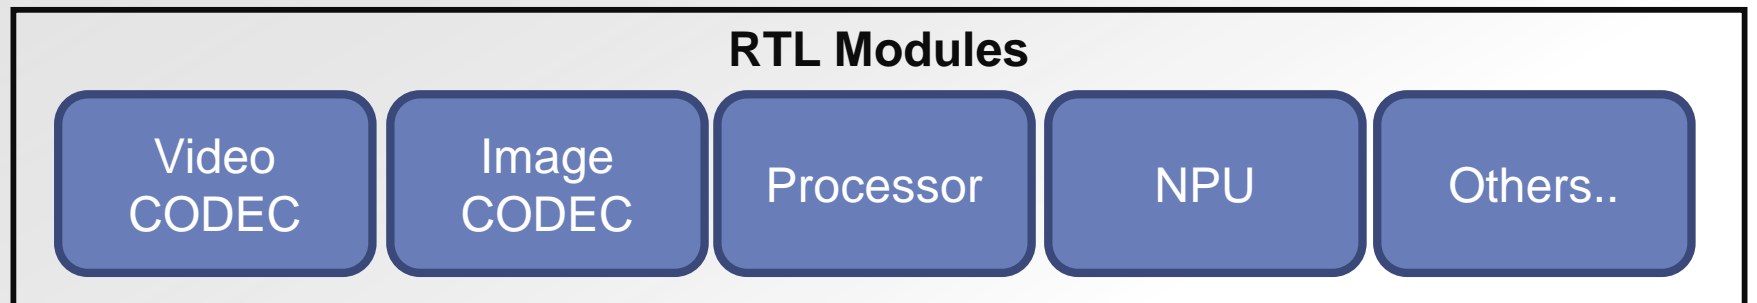 RTL Modules
Video
CODEC
Image
CODEC
Processor
NPU
Others..